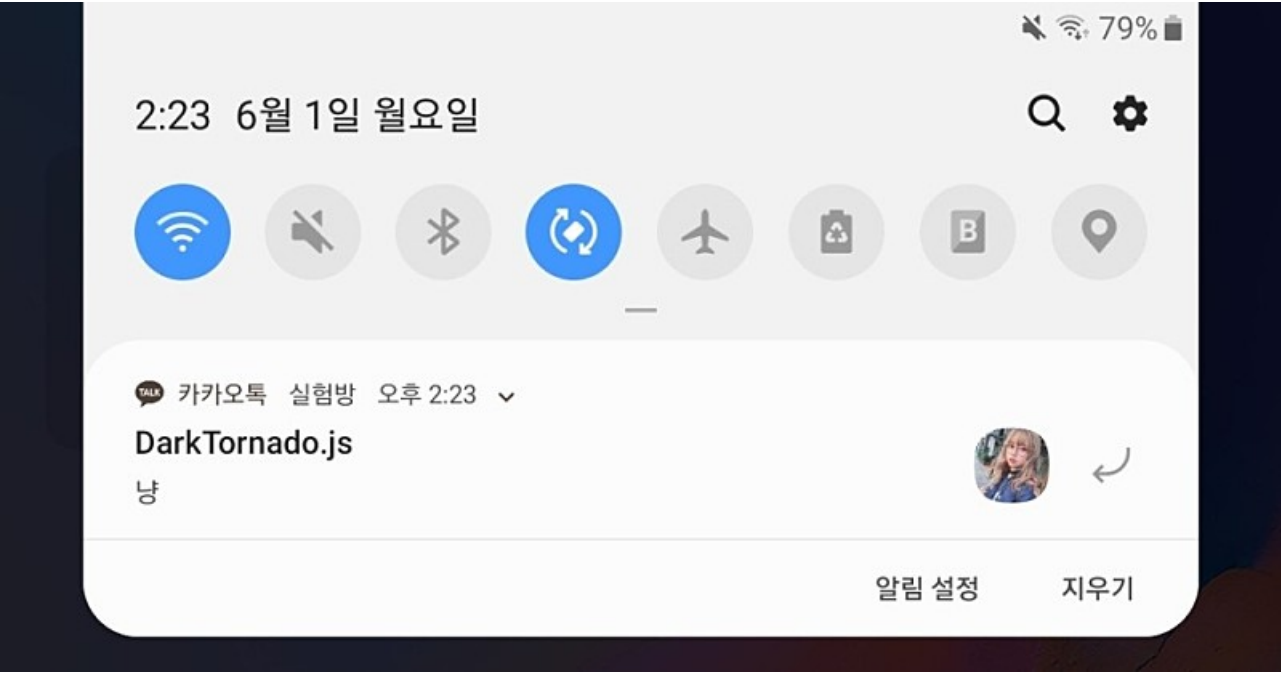 79%
2:23 6월 1일 월요일
B
TALK 카카오톡 실험방 오후 2:23
DarkTornado.js
냥
알림 설정 지우기